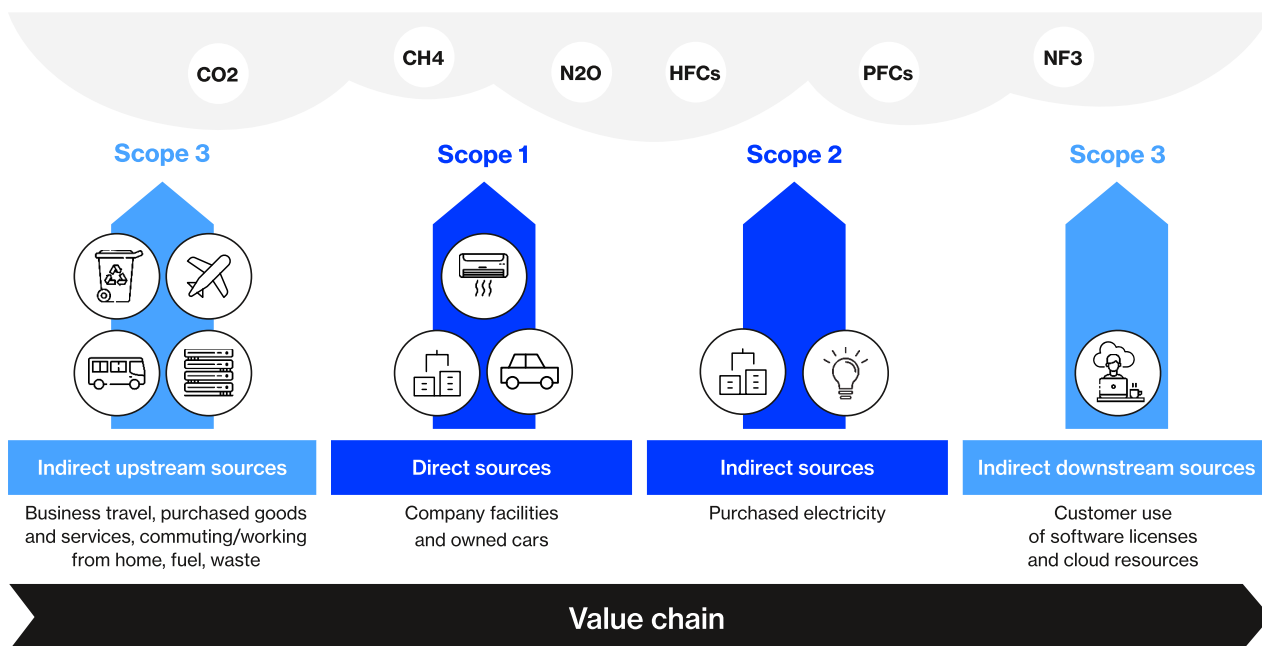 CO2
CH4
N2O
HFCs
PFCs
NF3
Scope 3
Scope 1
Scope 2
Scope 3
Indirect upstream sources
Business travel, purchased goods
and services, commuting/working
from home, fuel, waste
Direct sources
Company facilities
and owned cars
Indirect sources
Purchased electricity
Indirect downstream sources
Customer use
of software licenses
and cloud resources
Value chain